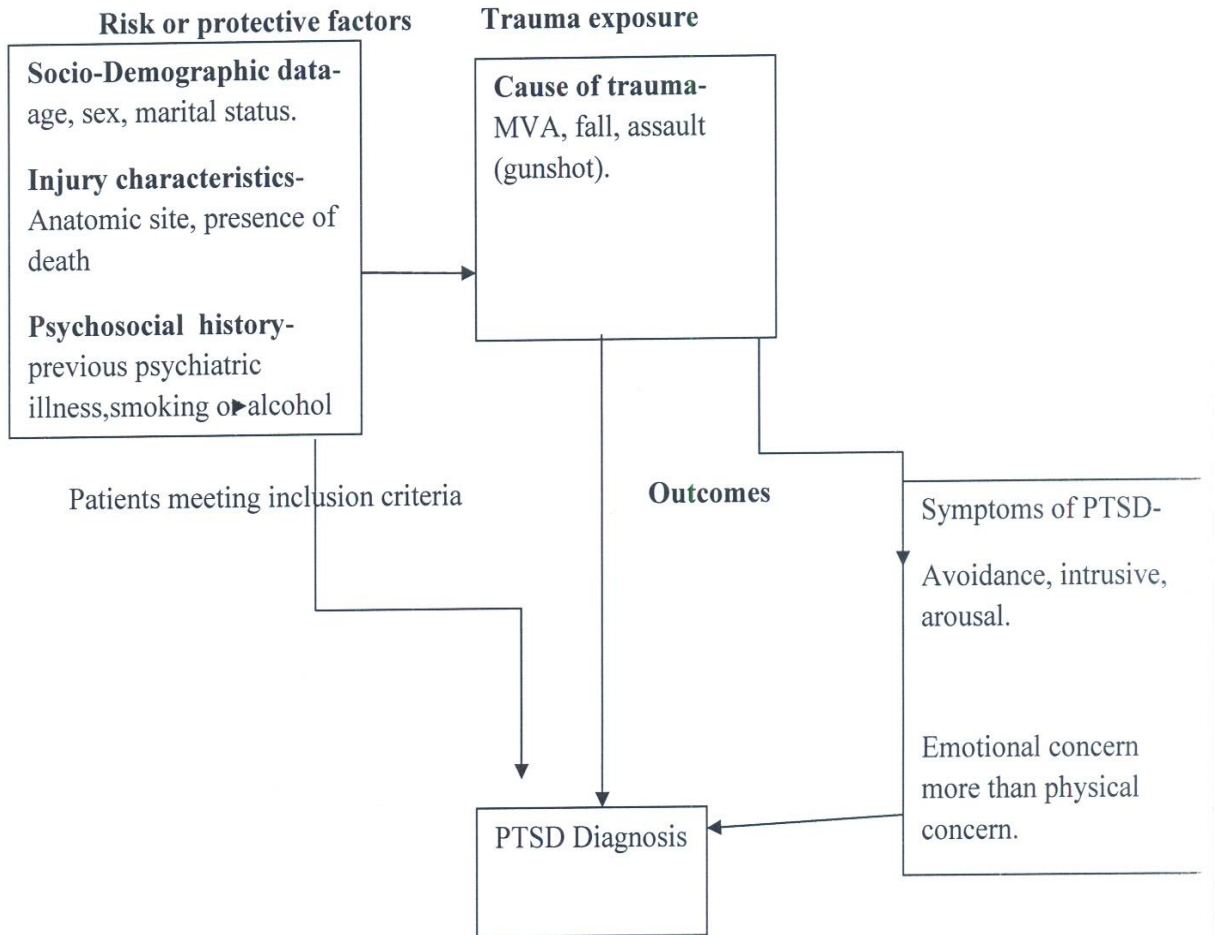 Risk or protective factors
Trauma exposure
Socio-Demographic data-
age, sex, marital status.
Injury characteristics-
Anatomic site, presence of
death
Psychosocial  history-
previous psychiatric
illness,smoking or alcohol
Cause of trauma-
MVA, fall, assault
(gunshot).
Patients meeting inclusion criteria
Outcomes
Symptoms of PTSD-
Avoidance, intrusive,
arousal.
Emotional concern
more than physical
concern.
PTSD Diagnosis